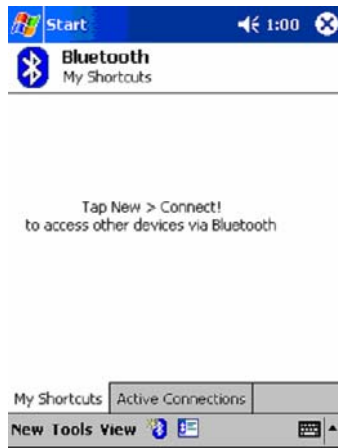 Start 1:00
Bluetooth
My Shortcuts
Tap New > Connect!
to access other devices via Bluetooth
My Shortcuts Active Connections
New Tools View